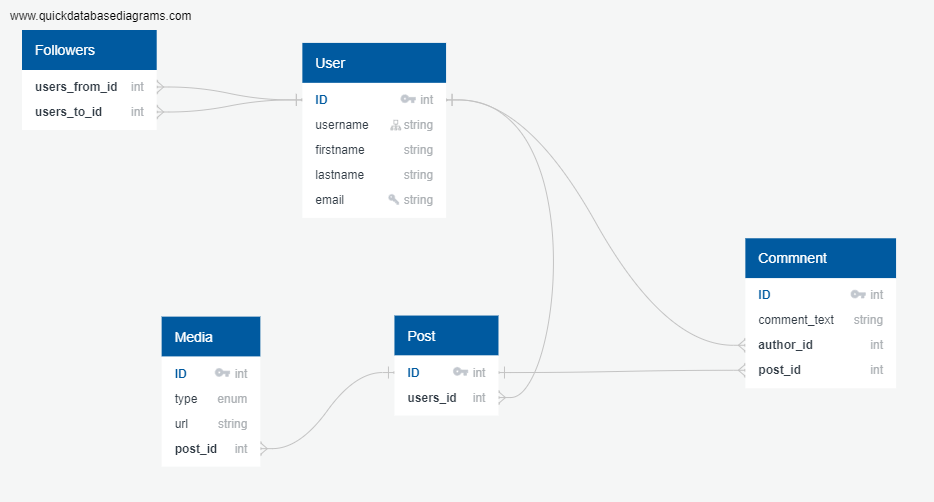 www.quickdatabasediagrams.com
Followers
users_from_id int
users_to_id int
User
ID int
username string
firstname string
lastname string
email string
Commnent
ID int
comment_text string
author_id int
post_id int
Media
ID int
type enum
url string
post_id int
Post
ID int
users_id int